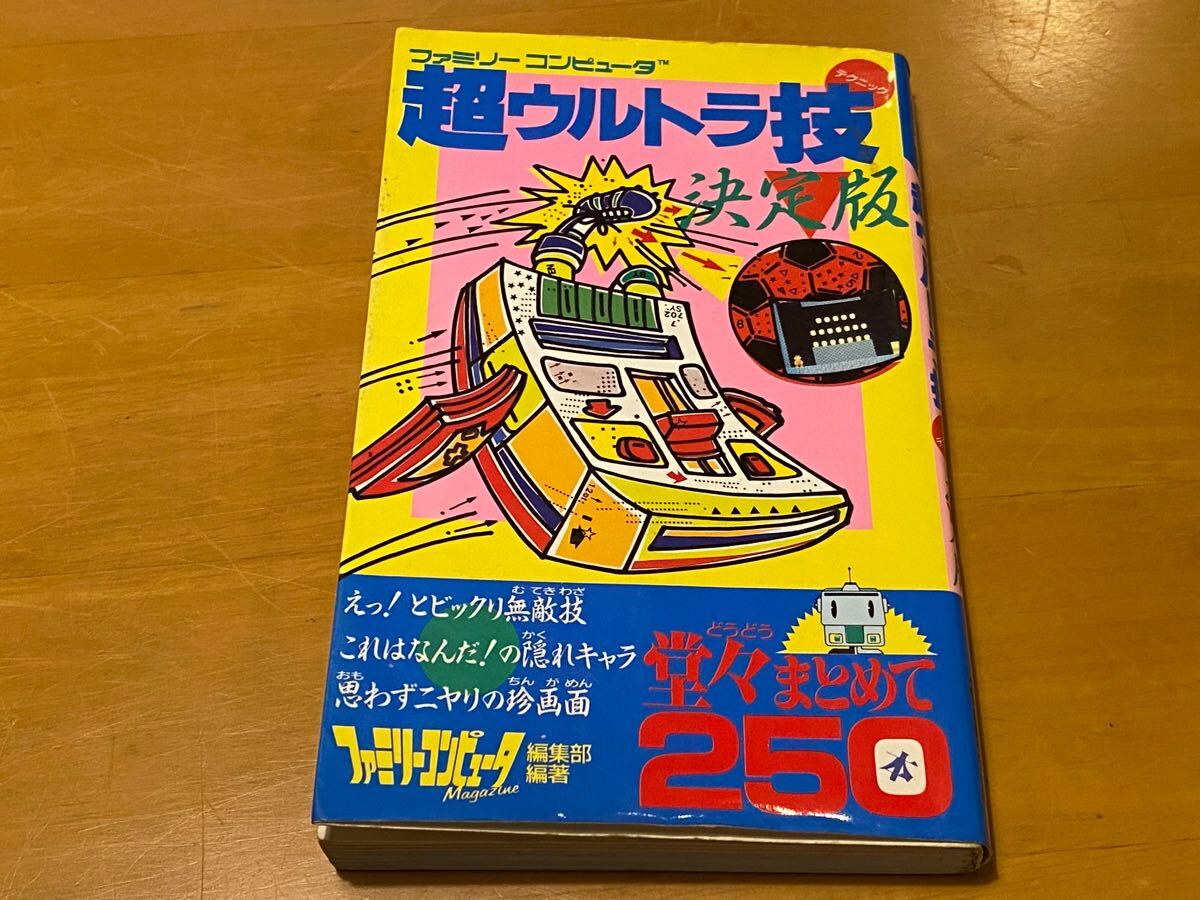 ファミリーコンピュータ™
テクニック
超ウルトラ技
決定版
えっ！とビックリ無敵技
むてきわざ
これはなんだ！の隠れキャラ
かく
思わずニヤリの珍画面
おも ちんがめん
どうどう
堂々まとめて
250本
ファミリーコンピュータ
Magazine
編集部
編著